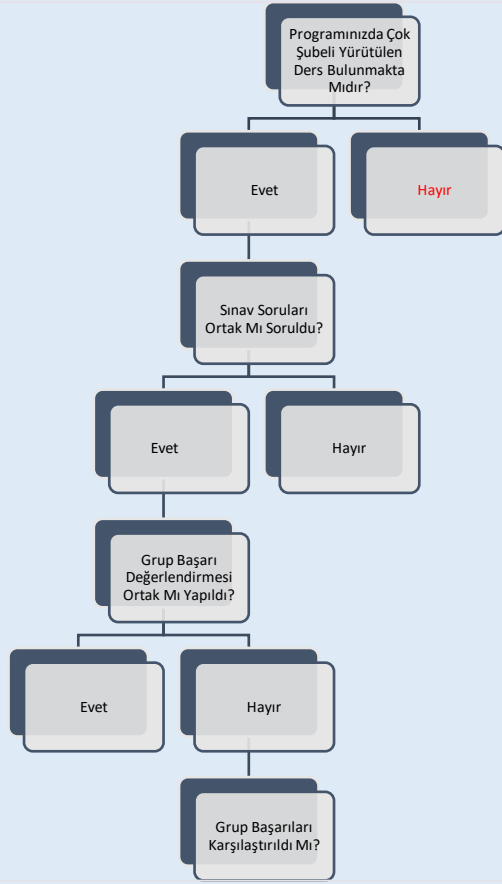 Programınızda Çok
Şubeli Yürütülen
Ders Bulunmakta
Mıdır?
Evet
Hayır
Sınav Soruları
Ortak Mı Soruldu?
Evet
Hayır
Grup Başarı
Değerlendirmesi
Ortak Mı Yapıldı?
Evet
Hayır
Grup Başarıları
Karşılaştırıldı Mı?